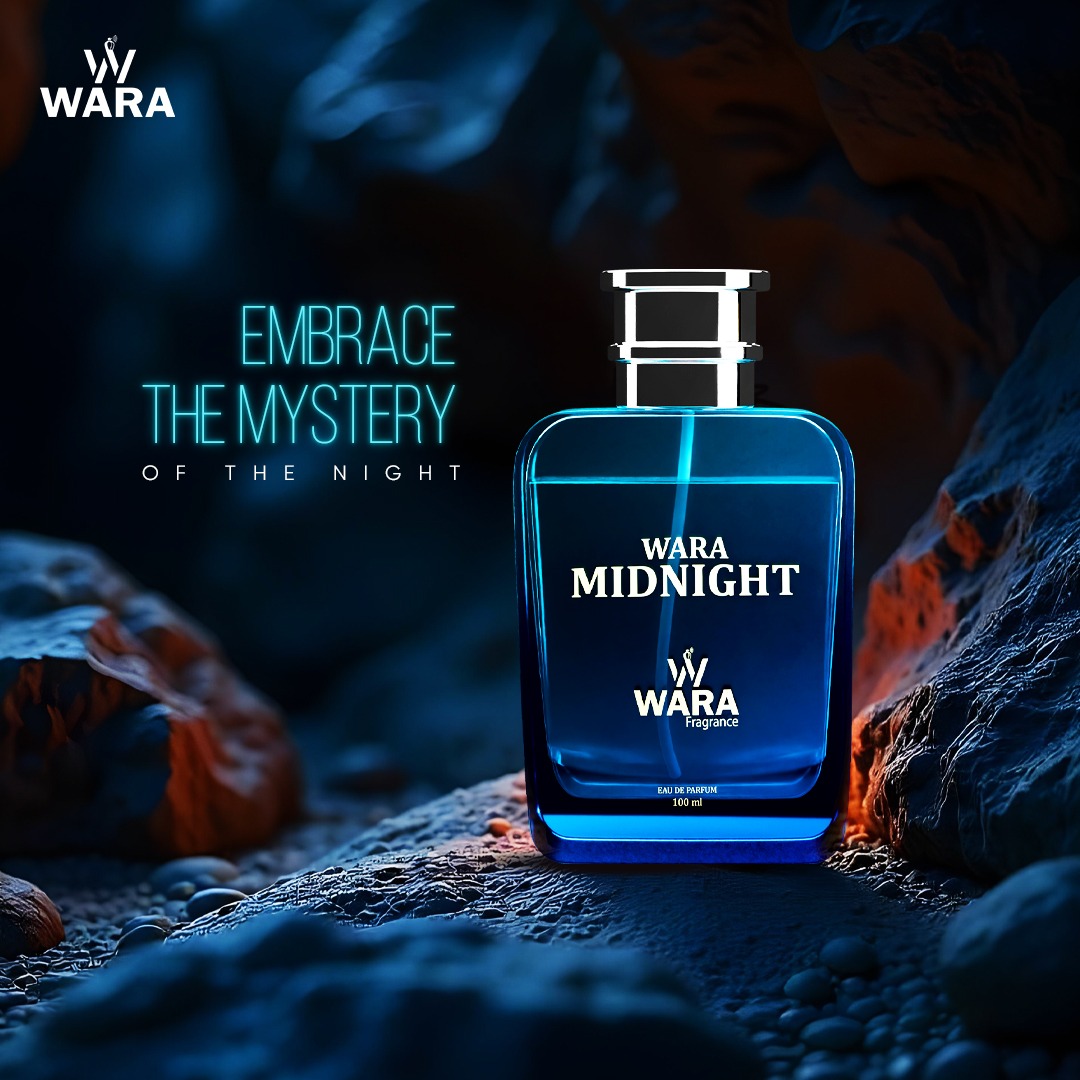 WARA
EMBRACE
THE MYSTERY
OF THE NIGHT
WARA
MIDNIGHT
WARA
Fragrance
EAU DE PARFUM
100 ml